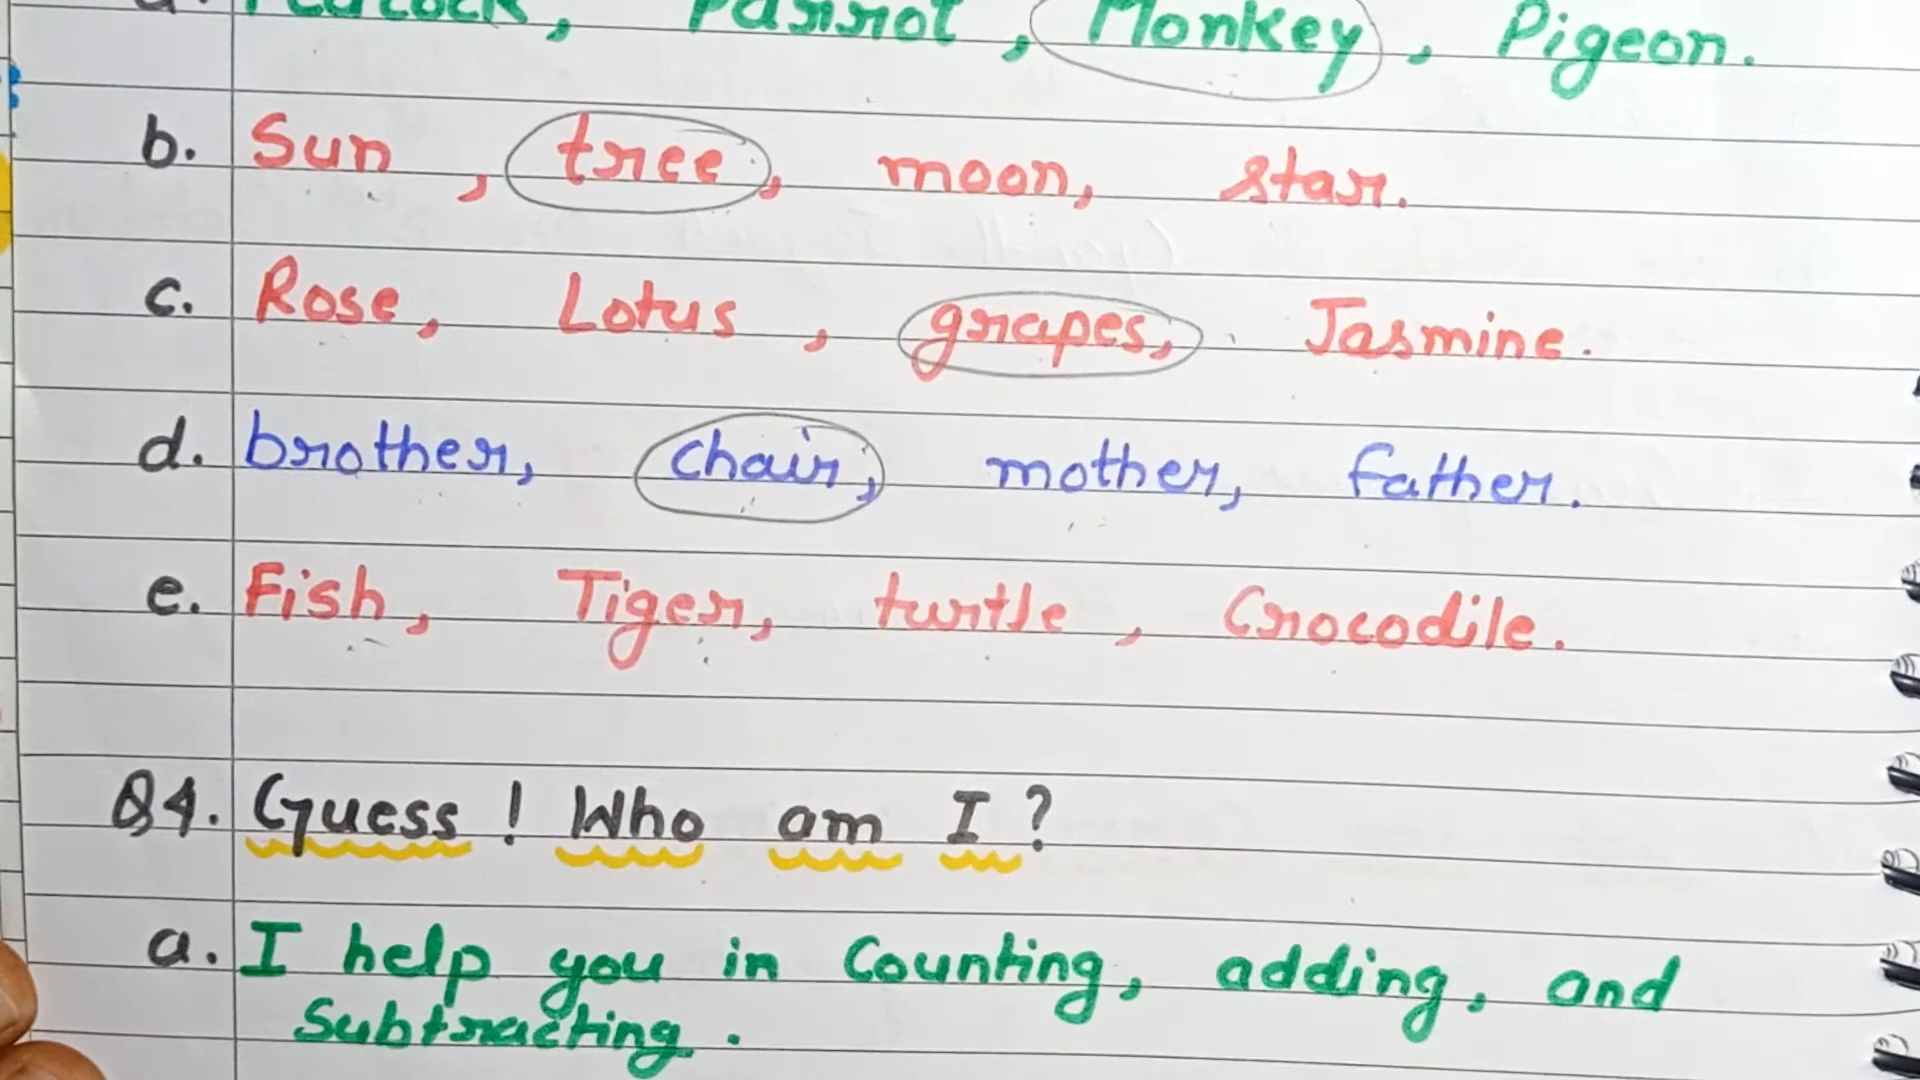 a. Peacock, Parrot, Monkey, Pigeon.
b. Sun, tree, moon, star.
c. Rose, Lotus, grapes, Jasmine.
d. brother, chair, mother, father.
e. Fish, Tiger, turtle, Crocodile.
Q4. Guess! Who am I?
a. I help you in Counting, adding, and
Subtracting.